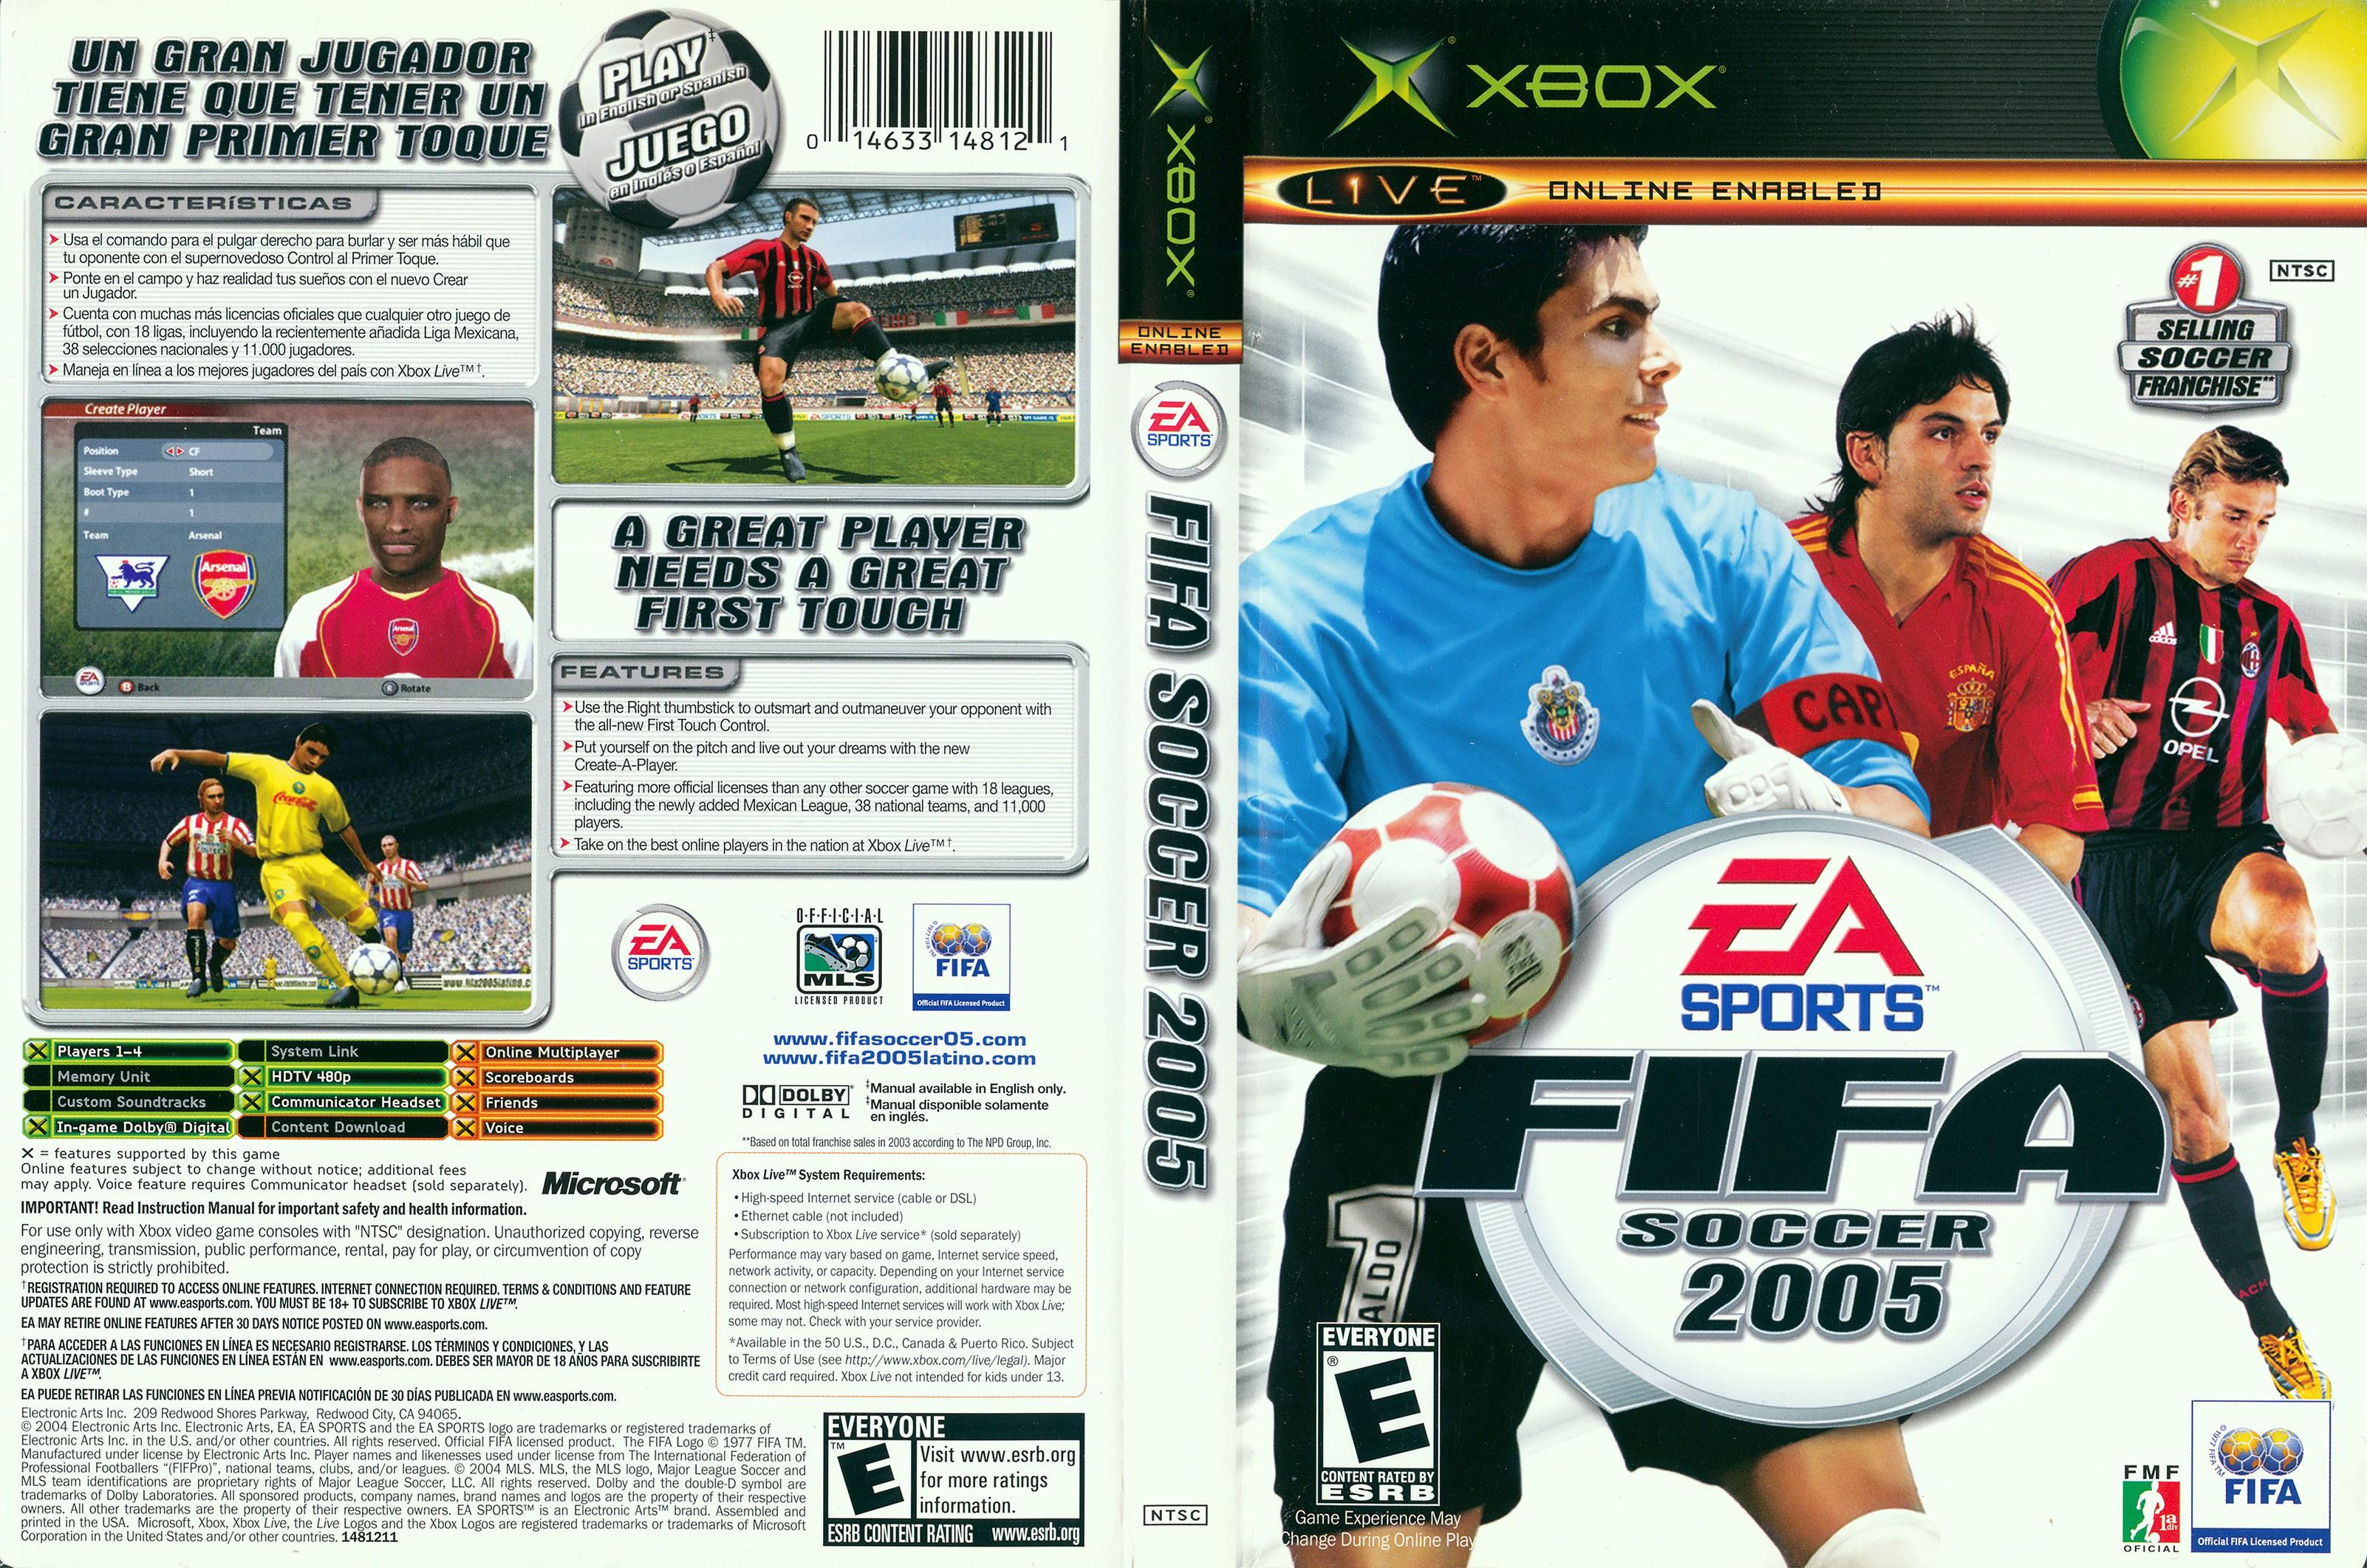 UN GRAN JUGADOR
TIENE QUE TENER UN
GRAN PRIMER TOQUE
PLAY‡
in English or Spanish
JUEGO
en Inglés o Español
0 14633 14812 1
CARACTERíSTICAS
Usa el comando para el pulgar derecho para burlar y ser más hábil que
tu oponente con el supernovedoso Control al Primer Toque.
Ponte en el campo y haz realidad tus sueños con el nuevo Crear
un Jugador.
Cuenta con muchas más licencias oficiales que cualquier otro juego de
fútbol, con 18 ligas, incluyendo la recientemente añadida Liga Mexicana,
38 selecciones nacionales y 11.000 jugadores.
Maneja en línea a los mejores jugadores del país con Xbox Live™†.
Create Player
Team
Position CF
Sleeve Type Short
Boot Type 1
# 1
Team Arsenal
Arsenal
Arsenal
EA SPORTS
B Back
R Rotate
Coca-Cola
www.fifa2005latino.c
A GREAT PLAYER
NEEDS A GREAT
FIRST TOUCH
FEATURES
Use the Right thumbstick to outsmart and outmaneuver your opponent with
the all-new First Touch Control.
Put yourself on the pitch and live out your dreams with the new
Create-A-Player.
Featuring more official licenses than any other soccer game with 18 leagues,
including the newly added Mexican League, 38 national teams, and 11,000
players.
Take on the best online players in the nation at Xbox Live™†.
EA
SPORTS
O·F·F·I·C·I·A·L
MLS
LICENSED PRODUCT
©1977 FIFA™
FIFA
Official FIFA Licensed Product
www.fifasoccer05.com
www.fifa2005latino.com
DOLBY
DIGITAL
‡Manual available in English only.
‡Manual disponible solamente
en inglés.
**Based on total franchise sales in 2003 according to The NPD Group, Inc.
Players 1–4
System Link
Online Multiplayer
Memory Unit
HDTV 480p
Scoreboards
Custom Soundtracks
Communicator Headset
Friends
In-game Dolby® Digital
Content Download
Voice
X = features supported by this game
Online features subject to change without notice; additional fees
may apply. Voice feature requires Communicator headset (sold separately).
Microsoft®
IMPORTANT! Read Instruction Manual for important safety and health information.
For use only with Xbox video game consoles with "NTSC" designation. Unauthorized copying, reverse
engineering, transmission, public performance, rental, pay for play, or circumvention of copy
protection is strictly prohibited.
†REGISTRATION REQUIRED TO ACCESS ONLINE FEATURES. INTERNET CONNECTION REQUIRED. TERMS & CONDITIONS AND FEATURE
UPDATES ARE FOUND AT www.easports.com. YOU MUST BE 18+ TO SUBSCRIBE TO XBOX LIVE™.
EA MAY RETIRE ONLINE FEATURES AFTER 30 DAYS NOTICE POSTED ON www.easports.com.
†PARA ACCEDER A LAS FUNCIONES EN LÍNEA ES NECESARIO REGISTRARSE. LOS TÉRMINOS Y CONDICIONES, Y LAS
ACTUALIZACIONES DE LAS FUNCIONES EN LÍNEA ESTÁN EN www.easports.com. DEBES SER MAYOR DE 18 AÑOS PARA SUSCRIBIRTE
A XBOX LIVE™.
EA PUEDE RETIRAR LAS FUNCIONES EN LÍNEA PREVIA NOTIFICACIÓN DE 30 DÍAS PUBLICADA EN www.easports.com.
Electronic Arts Inc. 209 Redwood Shores Parkway, Redwood City, CA 94065.
© 2004 Electronic Arts Inc. Electronic Arts, EA, EA SPORTS and the EA SPORTS logo are trademarks or registered trademarks of
Electronic Arts Inc. in the U.S. and/or other countries. All rights reserved. Official FIFA licensed product. The FIFA Logo © 1977 FIFA TM.
Manufactured under license by Electronic Arts Inc. Player names and likenesses used under license from The International Federation of
Professional Footballers "(FIFPro)", national teams, clubs, and/or leagues. © 2004 MLS. MLS, the MLS logo, Major League Soccer and
MLS team identifications are proprietary rights of Major League Soccer, LLC. All rights reserved. Dolby and the double-D symbol are
trademarks of Dolby Laboratories. All sponsored products, company names, brand names and logos are the property of their respective
owners. All other trademarks are the property of their respective owners. EA SPORTS™ is an Electronic Arts™ brand. Assembled and
printed in the USA. Microsoft, Xbox, Xbox Live, the Live Logos and the Xbox Logos are registered trademarks or trademarks of Microsoft
Corporation in the United States and/or other countries. 1481211
Xbox Live™ System Requirements:
• High-speed Internet service (cable or DSL)
• Ethernet cable (not included)
• Subscription to Xbox Live service* (sold separately)
Performance may vary based on game, Internet service speed,
network activity, or capacity. Depending on your Internet service
connection or network configuration, additional hardware may be
required. Most high-speed Internet services will work with Xbox Live;
some may not. Check with your service provider.
*Available in the 50 U.S., D.C., Canada & Puerto Rico. Subject
to Terms of Use (see http://www.xbox.com/live/legal). Major
credit card required. Xbox Live not intended for kids under 13.
EVERYONE
E
Visit www.esrb.org
for more ratings
information.
ESRB CONTENT RATING www.esrb.org
XBOX
ONLINE
ENABLED
EA
SPORTS
FIFA SOCCER 2005
NTSC
XBOX®
LIVE™ ONLINE ENABLED
NTSC
#1
SELLING
SOCCER
FRANCHISE**
CAPI
ESPAÑA
adidas
OPEL
EA
SPORTS™
FIFA
SOCCER
2005
1
ALDO
ACM
EVERYONE
E
CONTENT RATED BY
ESRB
Game Experience May
Change During Online Play
FMF
1a
div
OFICIAL
©1977 FIFA™
FIFA
Official FIFA Licensed Product